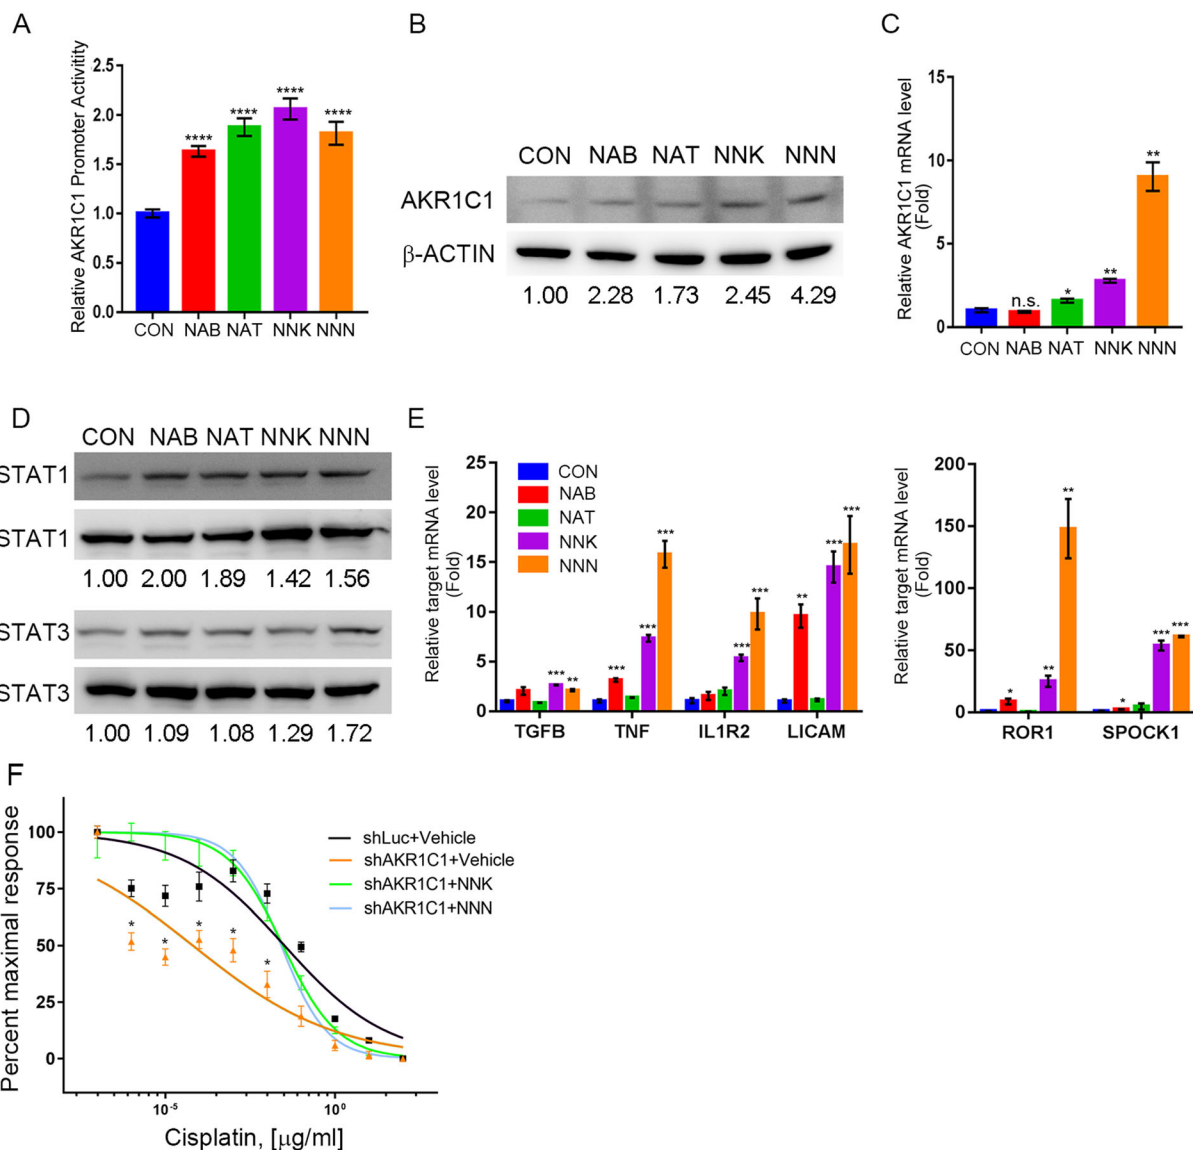 A
Relative AKR1C1 Promoter Activitity
2.5
2.0
1.5
1.0
0.5
0.0
****
****
****
****
CON NAB NAT NNK NNN
B
CON NAB NAT NNK NNN
AKR1C1
β-ACTIN
1.00 2.28 1.73 2.45 4.29
C
Relative AKR1C1 mRNA level
(Fold)
15
10
5
0
n.s.
*
**
**
CON NAB NAT NNK NNN
D
CON NAB NAT NNK NNN
STAT1
STAT1
1.00 2.00 1.89 1.42 1.56
STAT3
STAT3
1.00 1.09 1.08 1.29 1.72
E
Relative target mRNA level
(Fold)
25
20
15
10
5
0
CON
NAB
NAT
NNK
NNN
*** **
*** *** ***
*** ***
** *** ***
TGFB TNF IL1R2 LICAM
Relative target mRNA level
(Fold)
200
150
100
50
0
* ** **
* *** ***
ROR1 SPOCK1
F
Percent maximal response
100
75
50
25
0
* * * * *
shLuc+Vehicle
shAKR1C1+Vehicle
shAKR1C1+NNK
shAKR1C1+NNN
10⁻⁵ 10⁰
Cisplatin, [μg/ml]